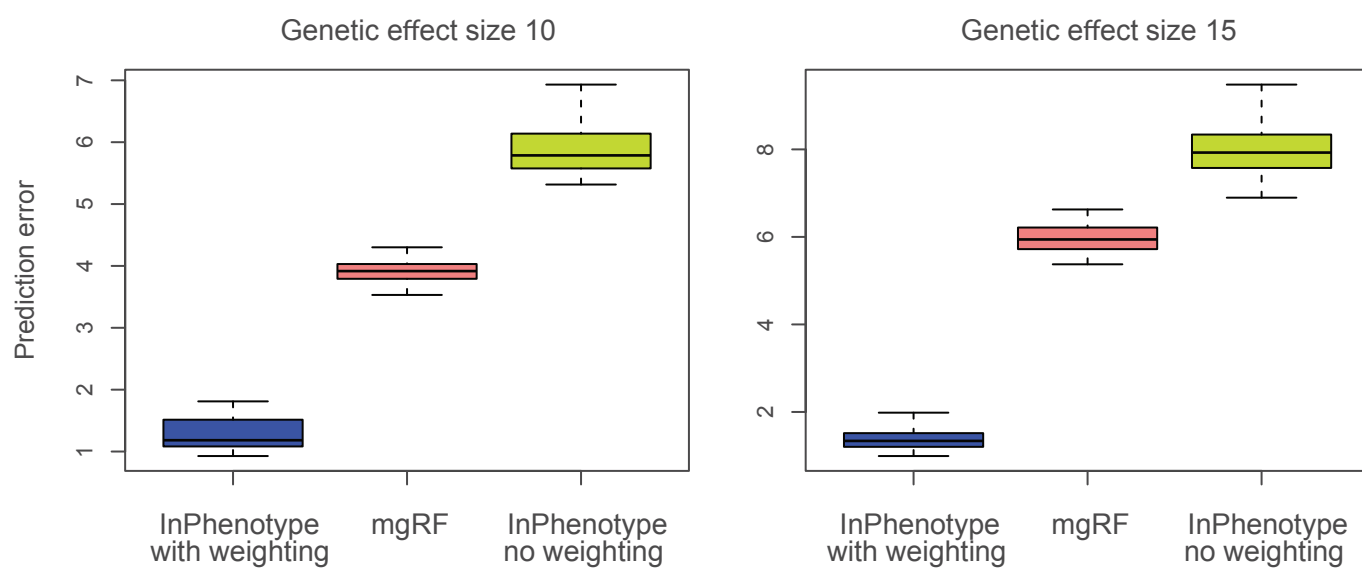 Genetic effect size 10
Genetic effect size 15
Prediction error
7
6
5
4
3
2
1
8
6
4
2
InPhenotype
with weighting
mgRF
InPhenotype
no weighting
InPhenotype
with weighting
mgRF
InPhenotype
no weighting